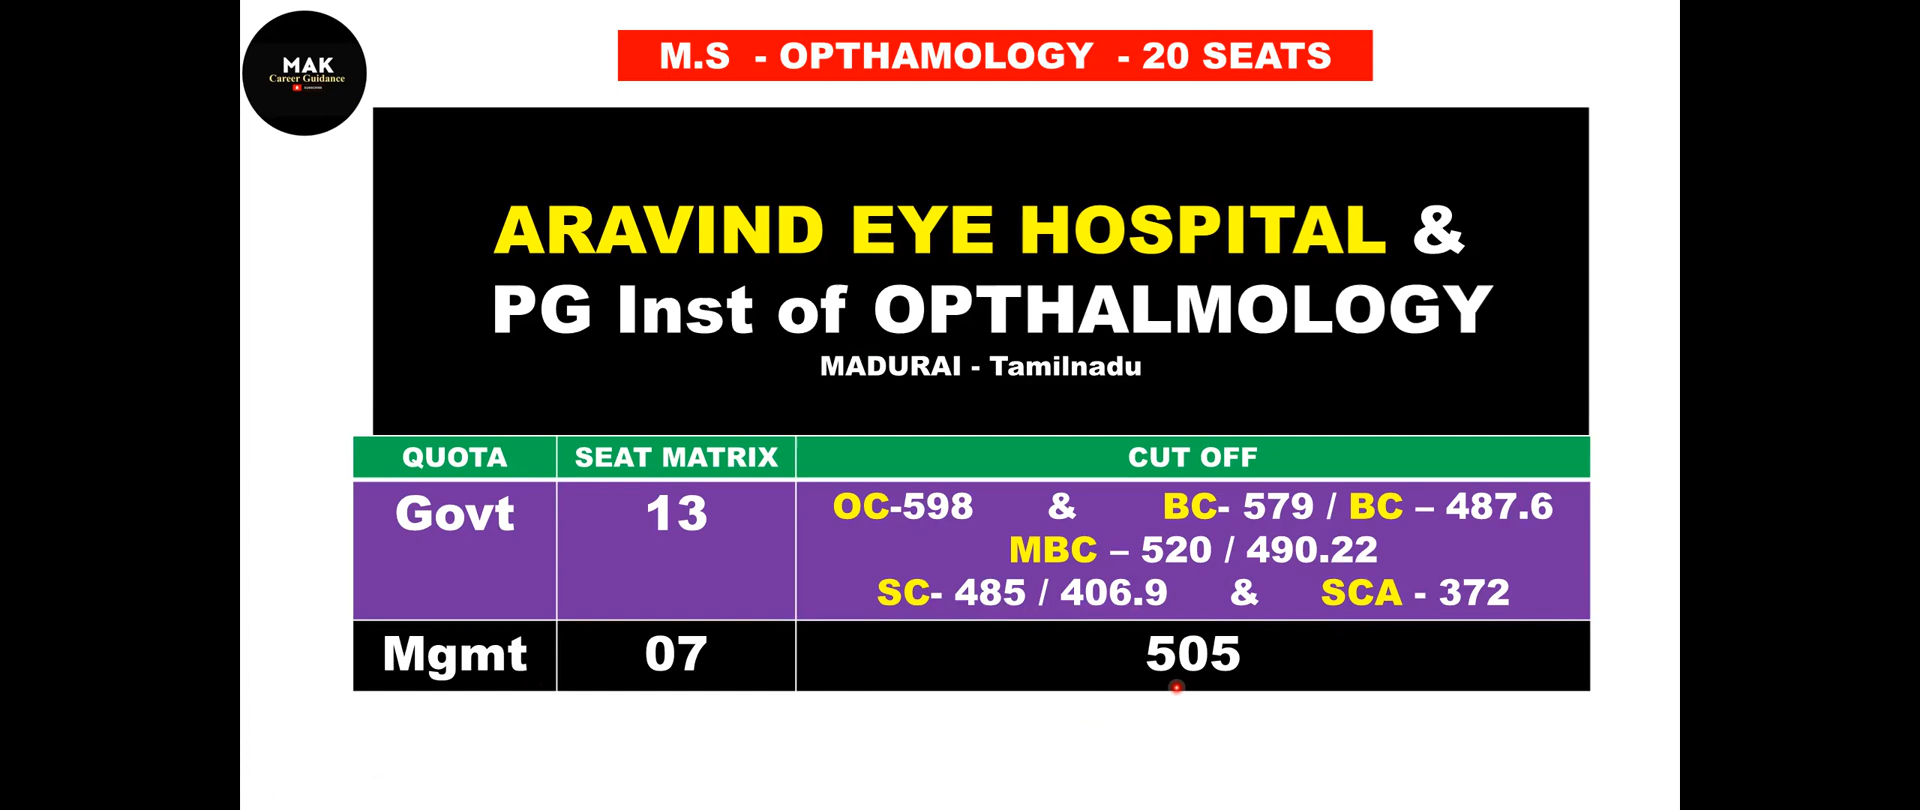 MAK
Career Guidance
SUBSCRIBE
M.S - OPTHAMOLOGY - 20 SEATS
ARAVIND EYE HOSPITAL &
PG Inst of OPTHALMOLOGY
MADURAI - Tamilnadu
QUOTA SEAT MATRIX CUT OFF
Govt 13 OC-598 & BC- 579 / BC – 487.6
MBC – 520 / 490.22
SC- 485 / 406.9 & SCA - 372
Mgmt 07 505